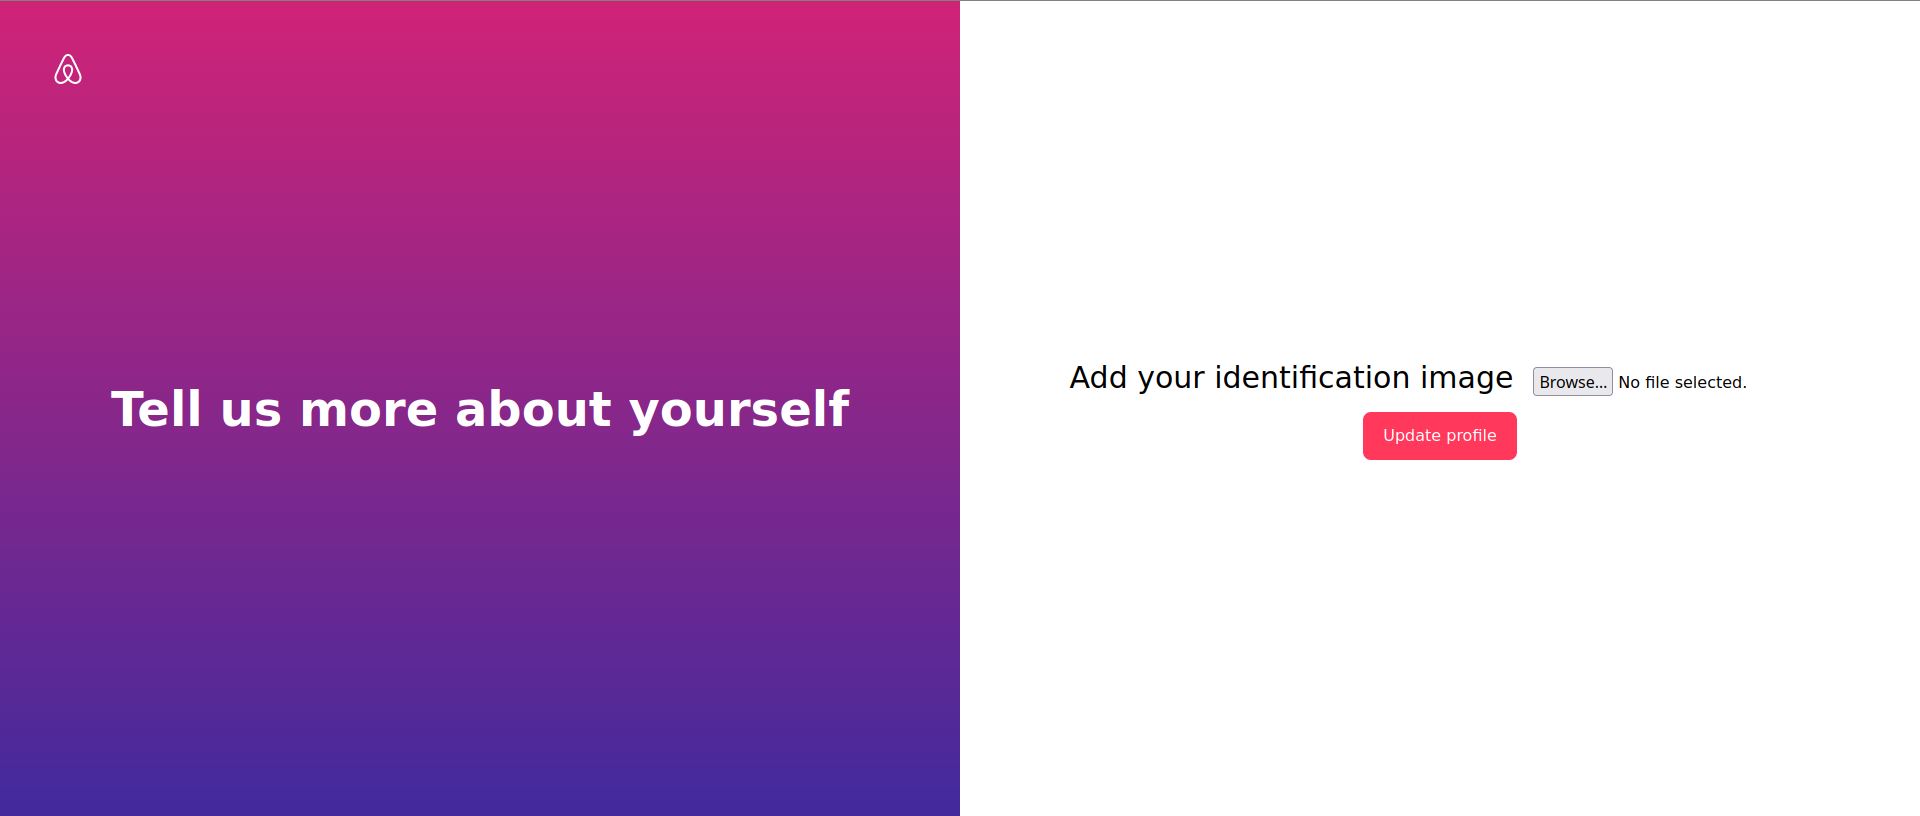 Tell us more about yourself
Add your identification image Browse... No file selected.
Update profile